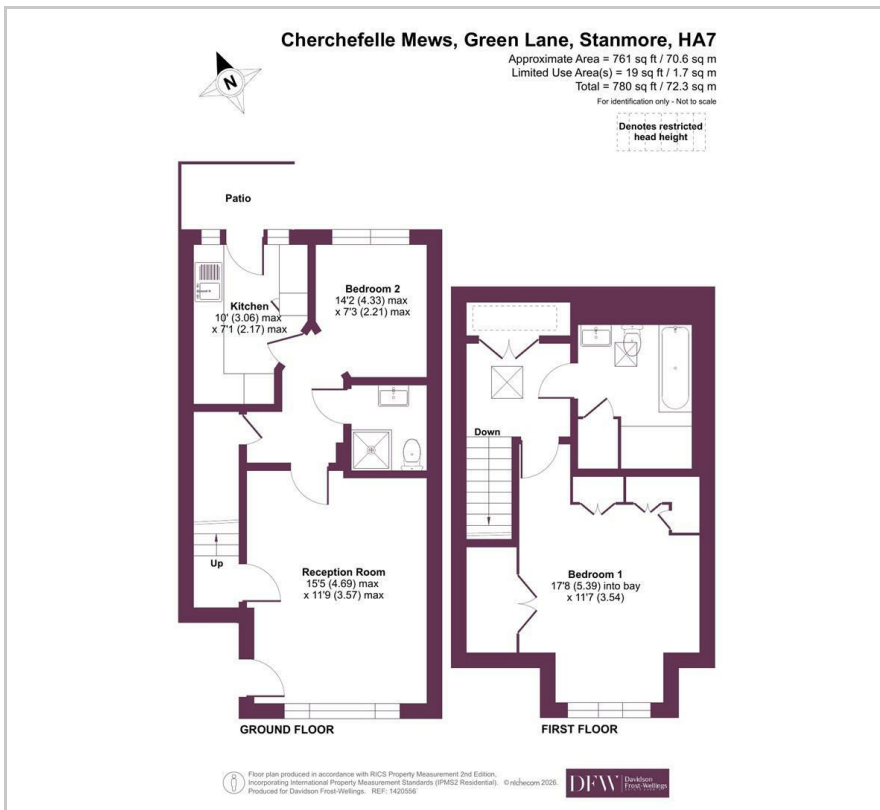 Cherchefelle Mews, Green Lane, Stanmore, HA7
Approximate Area = 761 sq ft / 70.6 sq m
Limited Use Area(s) = 19 sq ft / 1.7 sq m
Total = 780 sq ft / 72.3 sq m
For identification only - Not to scale
Denotes restricted
head height
N
Patio
Kitchen
10' (3.06) max
x 7'1 (2.17) max
Bedroom 2
14'2 (4.33) max
x 7'3 (2.21) max
Up
Reception Room
15'5 (4.69) max
x 11'9 (3.57) max
GROUND FLOOR
Down
Bedroom 1
17'8 (5.39) into bay
x 11'7 (3.54)
FIRST FLOOR
Floor plan produced in accordance with RICS Property Measurement 2nd Edition,
Incorporating International Property Measurement Standards (IPMS2 Residential). © nichecom 2026.
Produced for Davidson Frost-Wellings. REF: 1420556
DFW
Davidson
Frost-Wellings